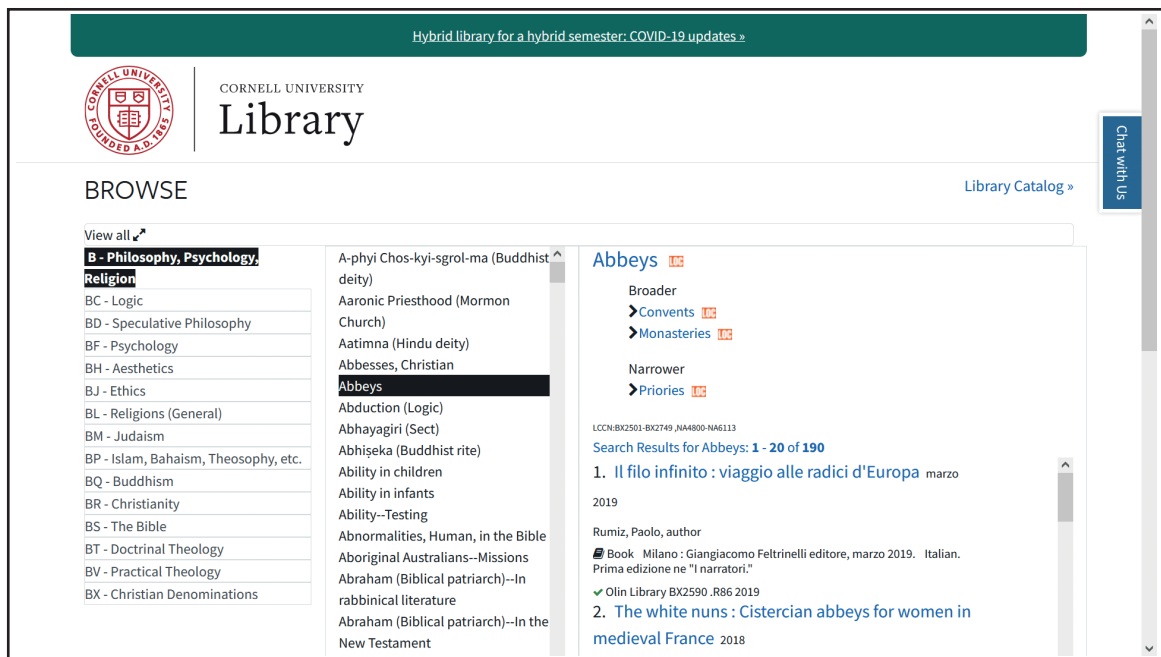 Hybrid library for a hybrid semester: COVID-19 updates »
CORNELL UNIVERSITY
FOUNDED A.D. 1865
CORNELL UNIVERSITY
Library
Chat with Us
BROWSE
Library Catalog »
View all
B - Philosophy, Psychology,
Religion
BC - Logic
BD - Speculative Philosophy
BF - Psychology
BH - Aesthetics
BJ - Ethics
BL - Religions (General)
BM - Judaism
BP - Islam, Bahaism, Theosophy, etc.
BQ - Buddhism
BR - Christianity
BS - The Bible
BT - Doctrinal Theology
BV - Practical Theology
BX - Christian Denominations
A-phyi Chos-kyi-sgrol-ma (Buddhist
deity)
Aaronic Priesthood (Mormon
Church)
Aatimna (Hindu deity)
Abbesses, Christian
Abbeys
Abduction (Logic)
Abhayagiri (Sect)
Abhiṣeka (Buddhist rite)
Ability in children
Ability in infants
Ability--Testing
Abnormalities, Human, in the Bible
Aboriginal Australians--Missions
Abraham (Biblical patriarch)--In
rabbinical literature
Abraham (Biblical patriarch)--In the
New Testament
Abbeys LOC
Broader
Convents LOC
Monasteries LOC
Narrower
Priories LOC
LCCN:BX2501-BX2749 ,NA4800-NA6113
Search Results for Abbeys: 1 - 20 of 190
1. Il filo infinito : viaggio alle radici d'Europa marzo
2019
Rumiz, Paolo, author
Book Milano : Giangiacomo Feltrinelli editore, marzo 2019. Italian.
Prima edizione ne "I narratori."
Olin Library BX2590 .R86 2019
2. The white nuns : Cistercian abbeys for women in
medieval France 2018